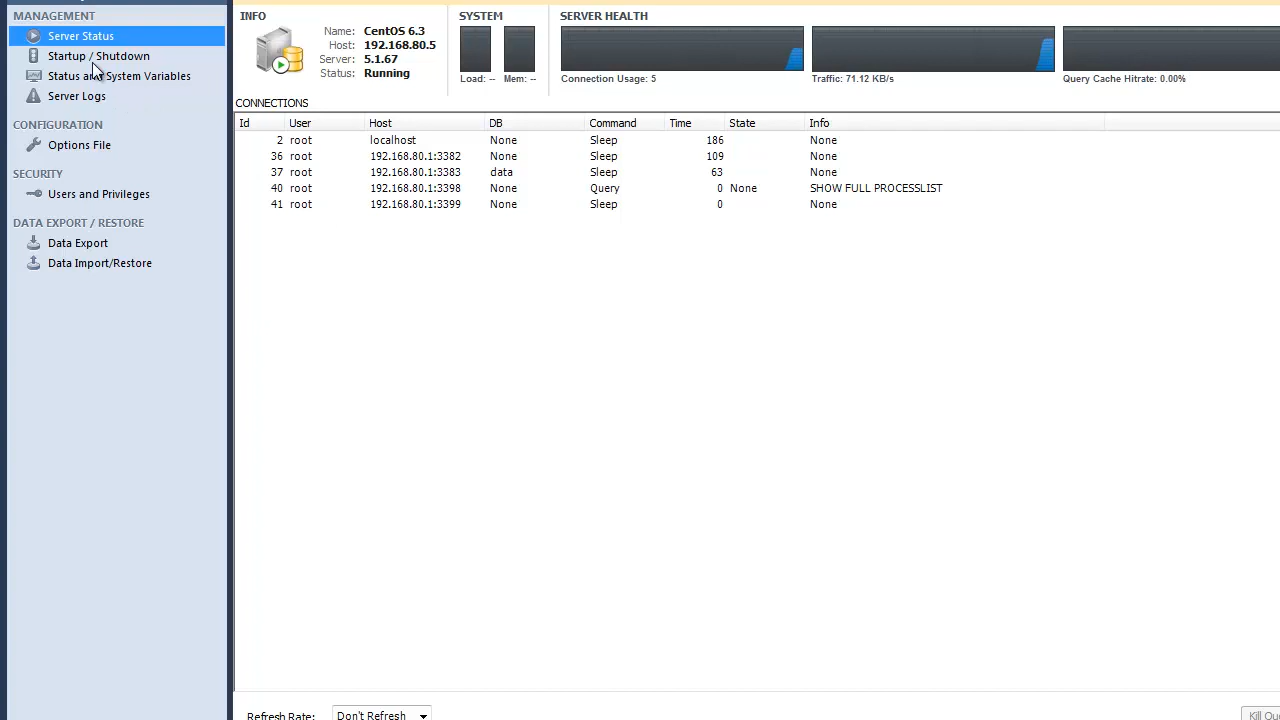 MANAGEMENT
Server Status
Startup / Shutdown
Status and System Variables
Server Logs
CONFIGURATION
Options File
SECURITY
Users and Privileges
DATA EXPORT / RESTORE
Data Export
Data Import/Restore
INFO
Name: CentOS 6.3
Host: 192.168.80.5
Server: 5.1.67
Status: Running
SYSTEM
Load: -- Mem: --
SERVER HEALTH
Connection Usage: 5
Traffic: 71.12 KB/s
Query Cache Hitrate: 0.00%
CONNECTIONS
Id User Host DB Command Time State Info
2 root localhost None Sleep 186 None
36 root 192.168.80.1:3382 None Sleep 109 None
37 root 192.168.80.1:3383 data Sleep 63 None
40 root 192.168.80.1:3398 None Query 0 None SHOW FULL PROCESSLIST
41 root 192.168.80.1:3399 None Sleep 0 None
Refresh Rate: Don't Refresh
Kill Qu